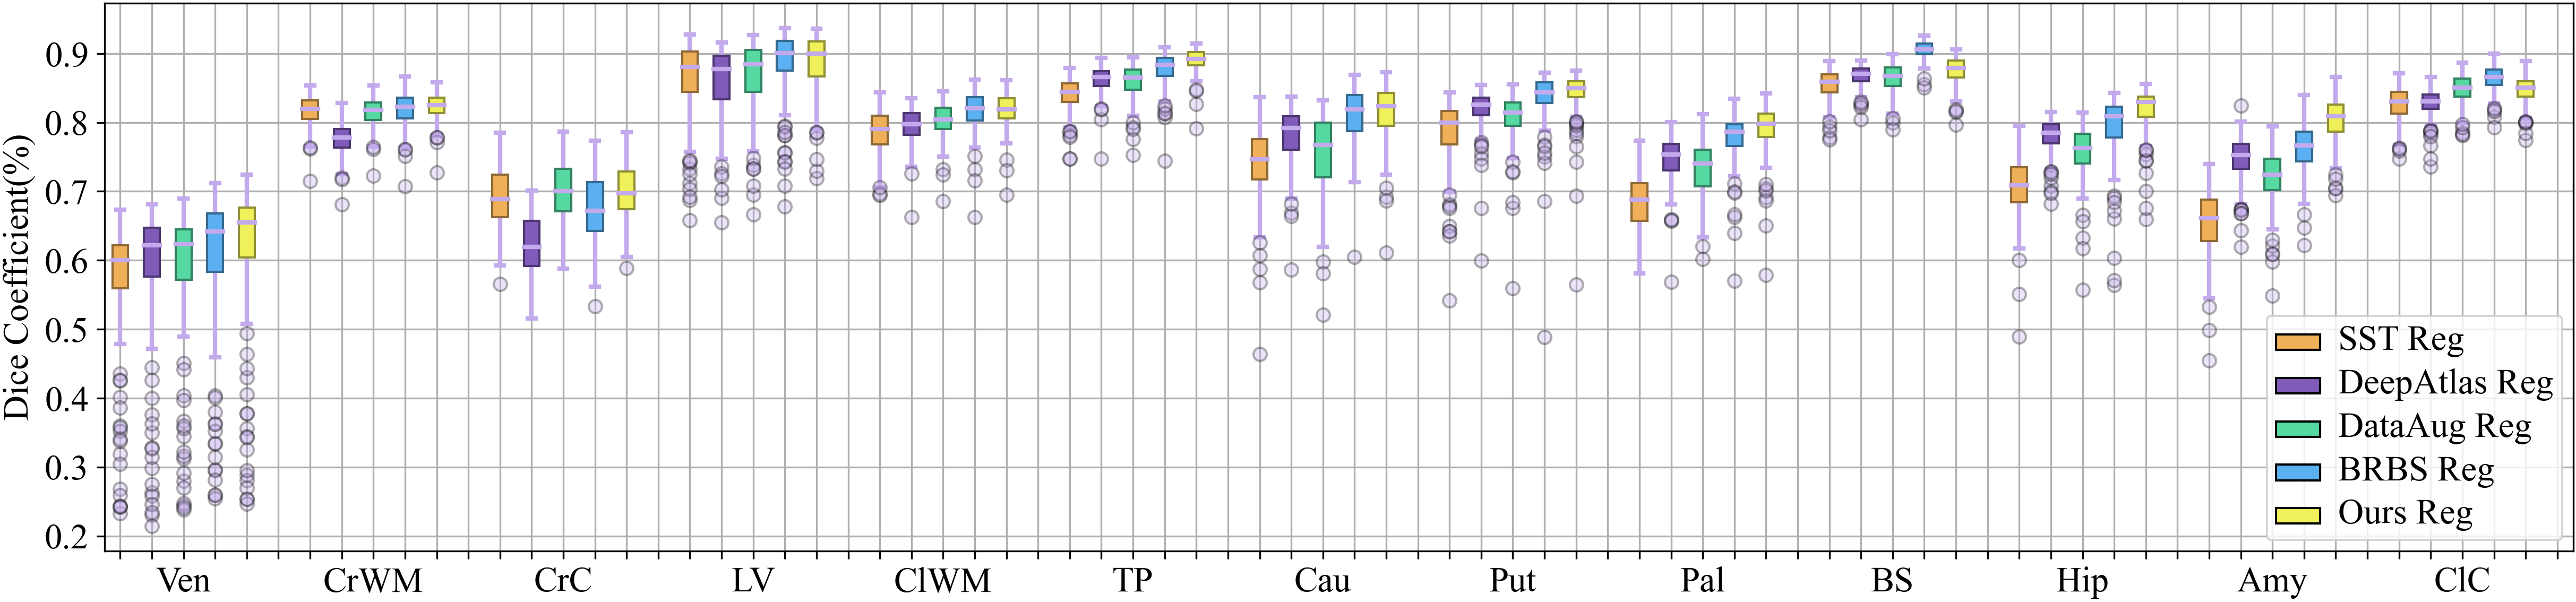 Dice Coefficient(%)
0.9
0.8
0.7
0.6
0.5
0.4
0.3
0.2
Ven CrWM CrC LV ClWM TP Cau Put Pal BS Hip Amy ClC
SST Reg
DeepAtlas Reg
DataAug Reg
BRBS Reg
Ours Reg